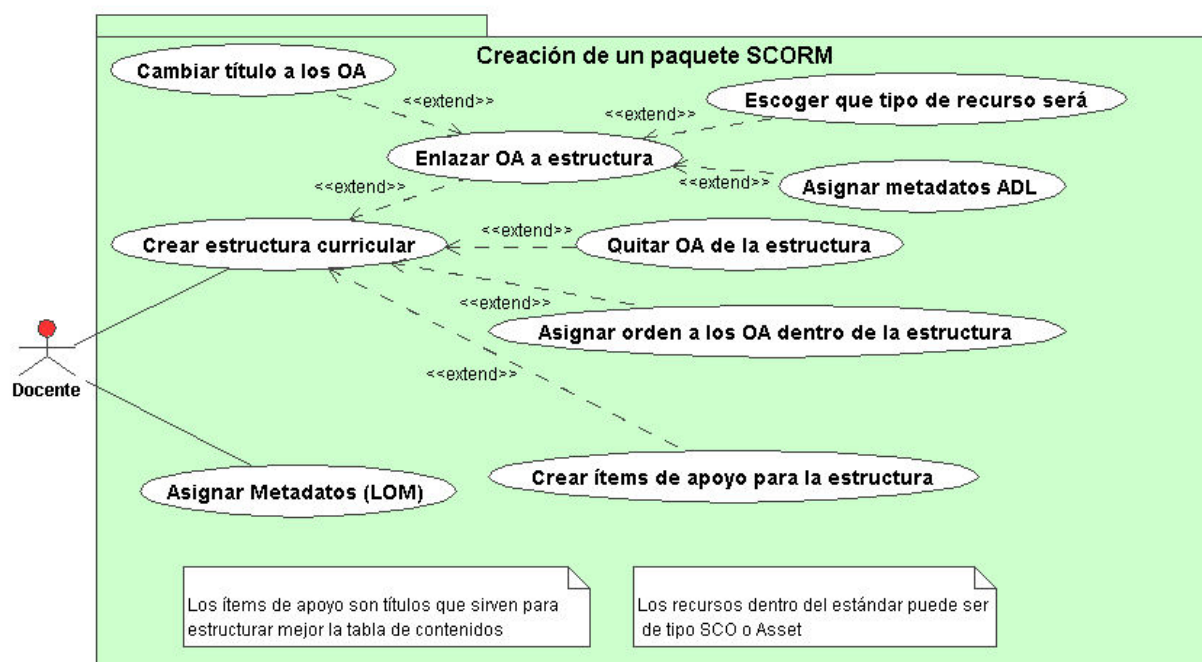 Creación de un paquete SCORM
Cambiar título a los OA
<<extend>>
Escoger que tipo de recurso será
<<extend>>
Enlazar OA a estructura
<<extend>>
Asignar metadatos ADL
<<extend>>
Crear estructura curricular
<<extend>>
Quitar OA de la estructura
<<extend>>
Asignar orden a los OA dentro de la estructura
<<extend>>
Docente
Crear ítems de apoyo para la estructura
Asignar Metadatos (LOM)
Los ítems de apoyo son títulos que sirven para
estructurar mejor la tabla de contenidos
Los recursos dentro del estándar puede ser
de tipo SCO o Asset